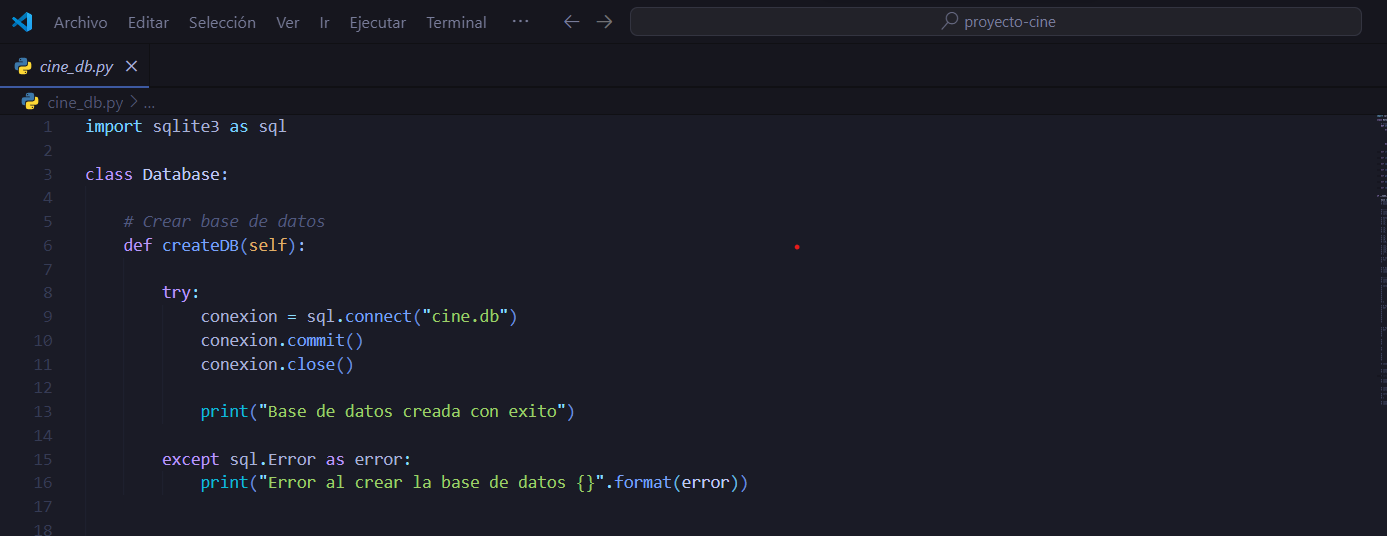 Archivo Editar Selección Ver Ir Ejecutar Terminal ··· proyecto-cine
cine_db.py
cine_db.py > ...
1 import sqlite3 as sql
2
3 class Database:
4
5 # Crear base de datos
6 def createDB(self):
7
8 try:
9 conexion = sql.connect("cine.db")
10 conexion.commit()
11 conexion.close()
12
13 print("Base de datos creada con exito")
14
15 except sql.Error as error:
16 print("Error al crear la base de datos {}".format(error))
17
18